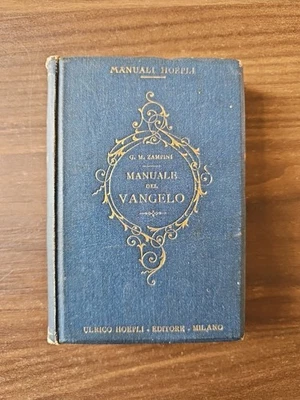 MANUALI HOEPLI
G. M. ZAMPINI
MANUALE
DEL
VANGELO
ULRICO HOEPLI - EDITORE - MILANO